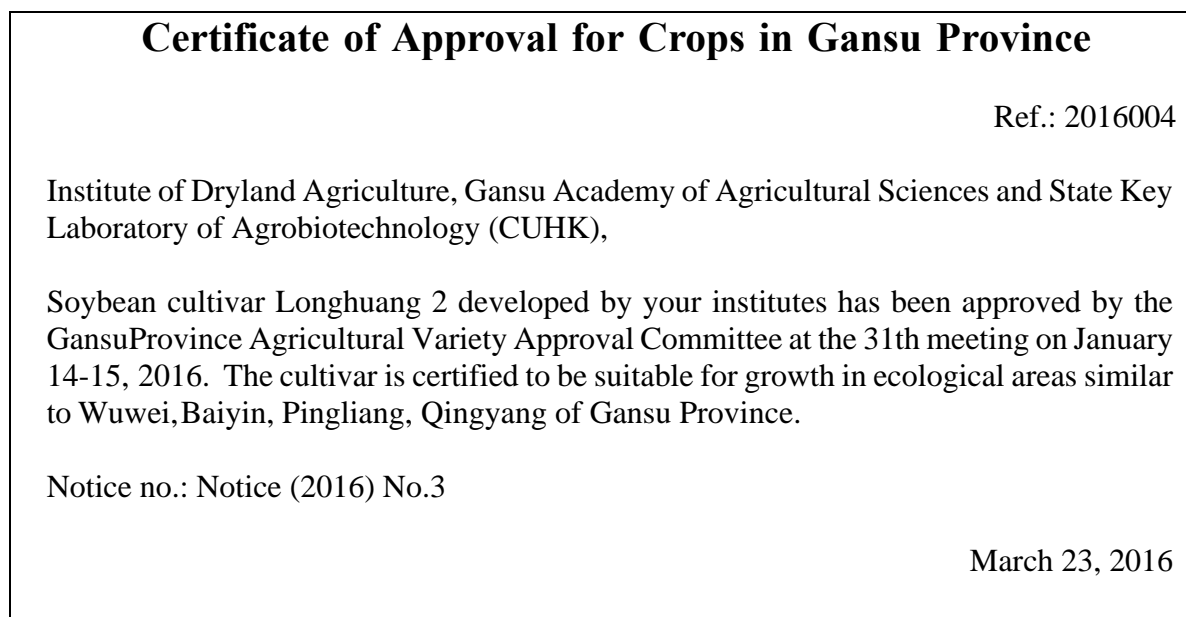 Certificate of Approval for Crops in Gansu Province
Ref.: 2016004
Institute of Dryland Agriculture, Gansu Academy of Agricultural Sciences and State Key
Laboratory of Agrobiotechnology (CUHK),
Soybean cultivar Longhuang 2 developed by your institutes has been approved by the
GansuProvince Agricultural Variety Approval Committee at the 31th meeting on January
14-15, 2016. The cultivar is certified to be suitable for growth in ecological areas similar
to Wuwei,Baiyin, Pingliang, Qingyang of Gansu Province.
Notice no.: Notice (2016) No.3
March 23, 2016